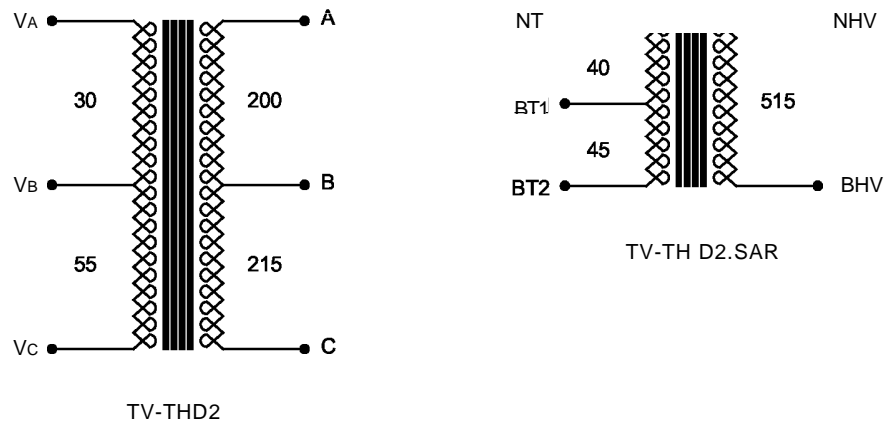 VA A NT NHV
30 200 40 515
BT1
45
VB B BT2 BHV
TV-TH D2.SAR
55 215
VC C
TV-THD2